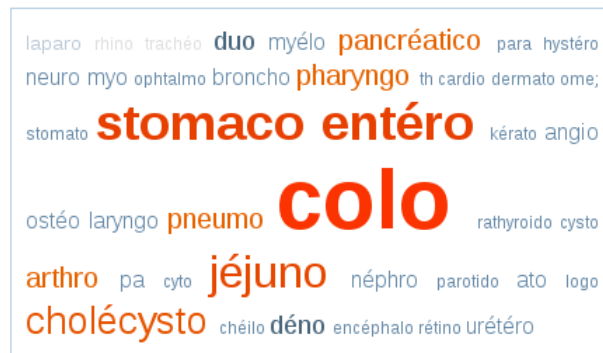 laparo rhino trachéo duo myélo pancréatico para hystéro
neuro myo ophtalmo broncho pharyngo th cardio dermato ome;
stomato stomaco entéro kérato angio
ostéo laryngo pneumo colo rathyroido cysto
arthro pa cyto jéjuno néphro parotido ato logo
cholécysto chéilo déno encéphalo rétino urétéro